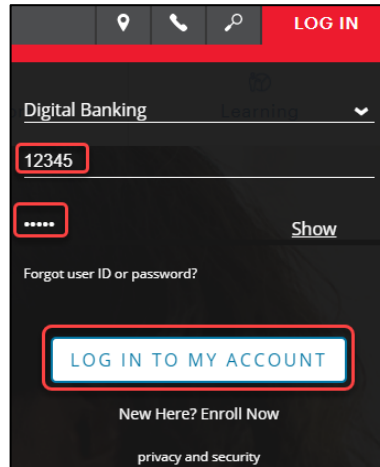 LOG IN
Digital Banking
Learning
12345
•••••
Show
Forgot user ID or password?
LOG IN TO MY ACCOUNT
New Here? Enroll Now
privacy and security